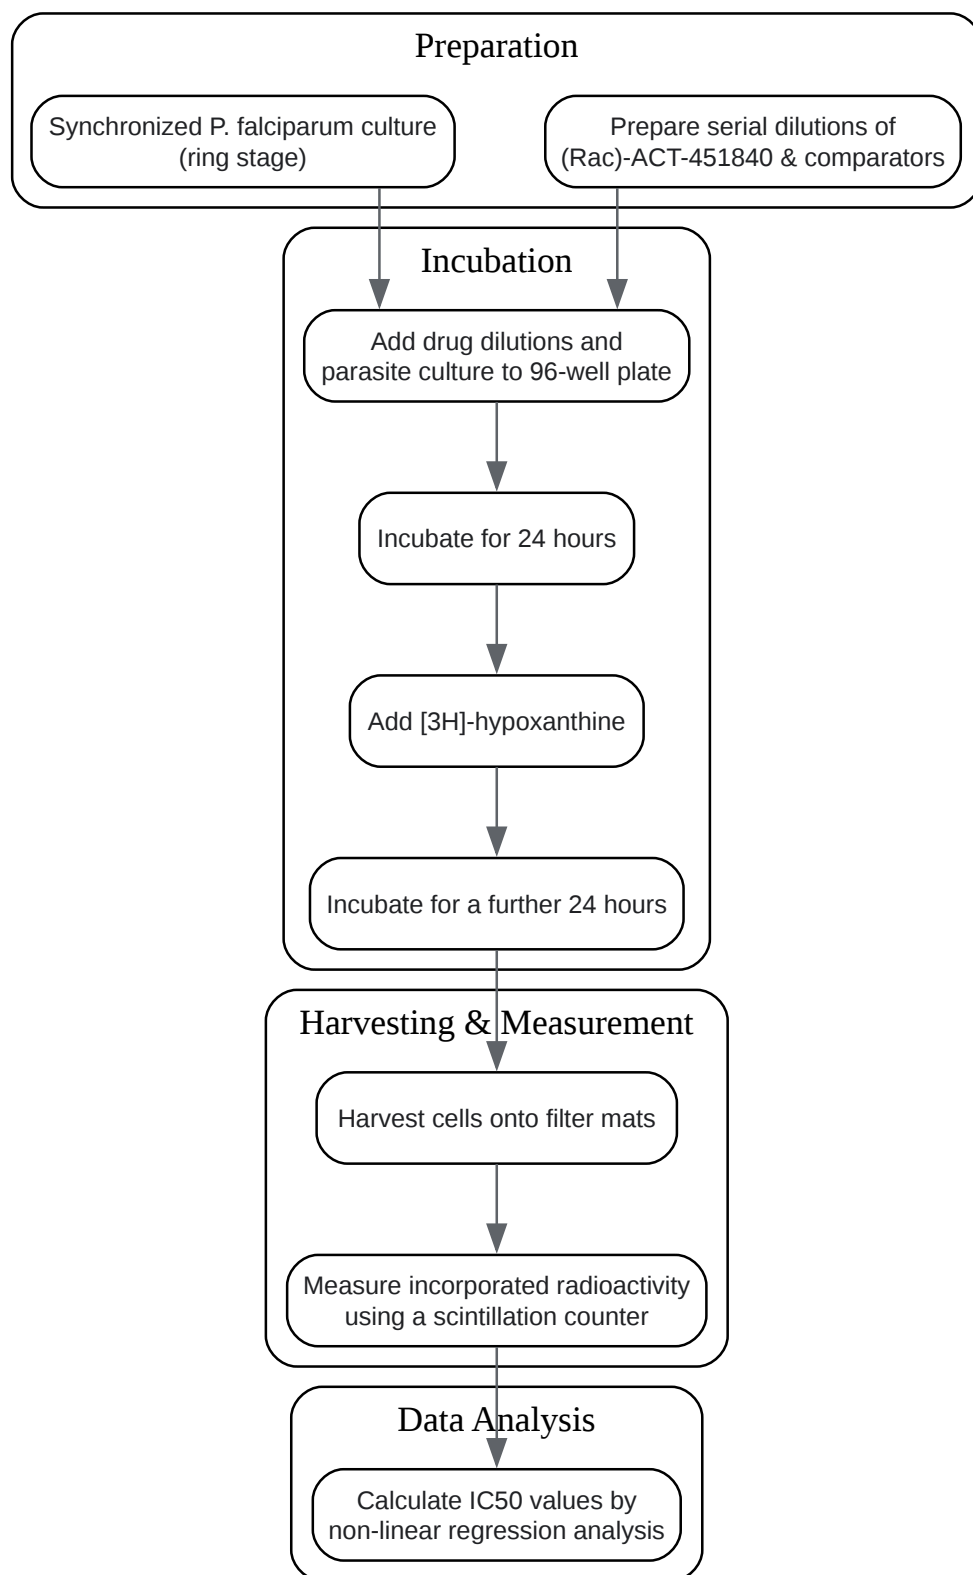 Preparation
Synchronized P. falciparum culture
(ring stage)
Prepare serial dilutions of
(Rac)-ACT-451840 & comparators
Incubation
Add drug dilutions and
parasite culture to 96-well plate
Incubate for 24 hours
Add [3H]-hypoxanthine
Incubate for a further 24 hours
Harvesting & Measurement
Harvest cells onto filter mats
Measure incorporated radioactivity
using a scintillation counter
Data Analysis
Calculate IC50 values by
non-linear regression analysis